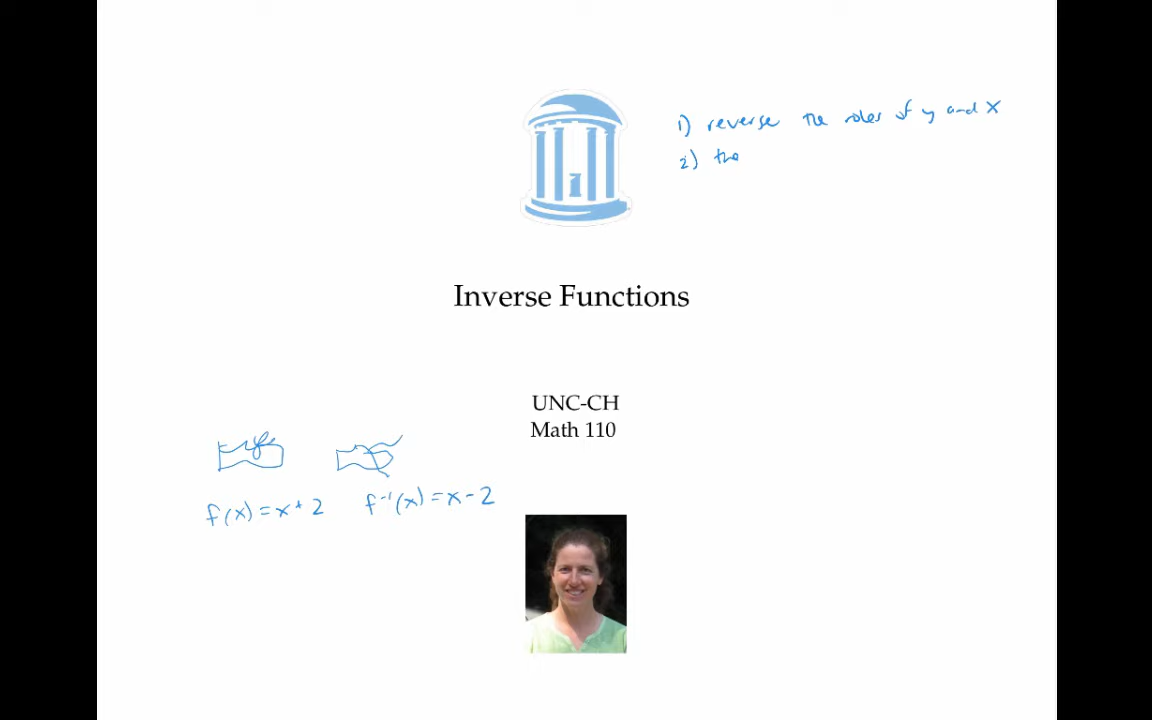 1) reverse the roles of y and x
2) the
Inverse Functions
UNC-CH
Math 110
f(x) = x + 2 f⁻¹(x) = x - 2